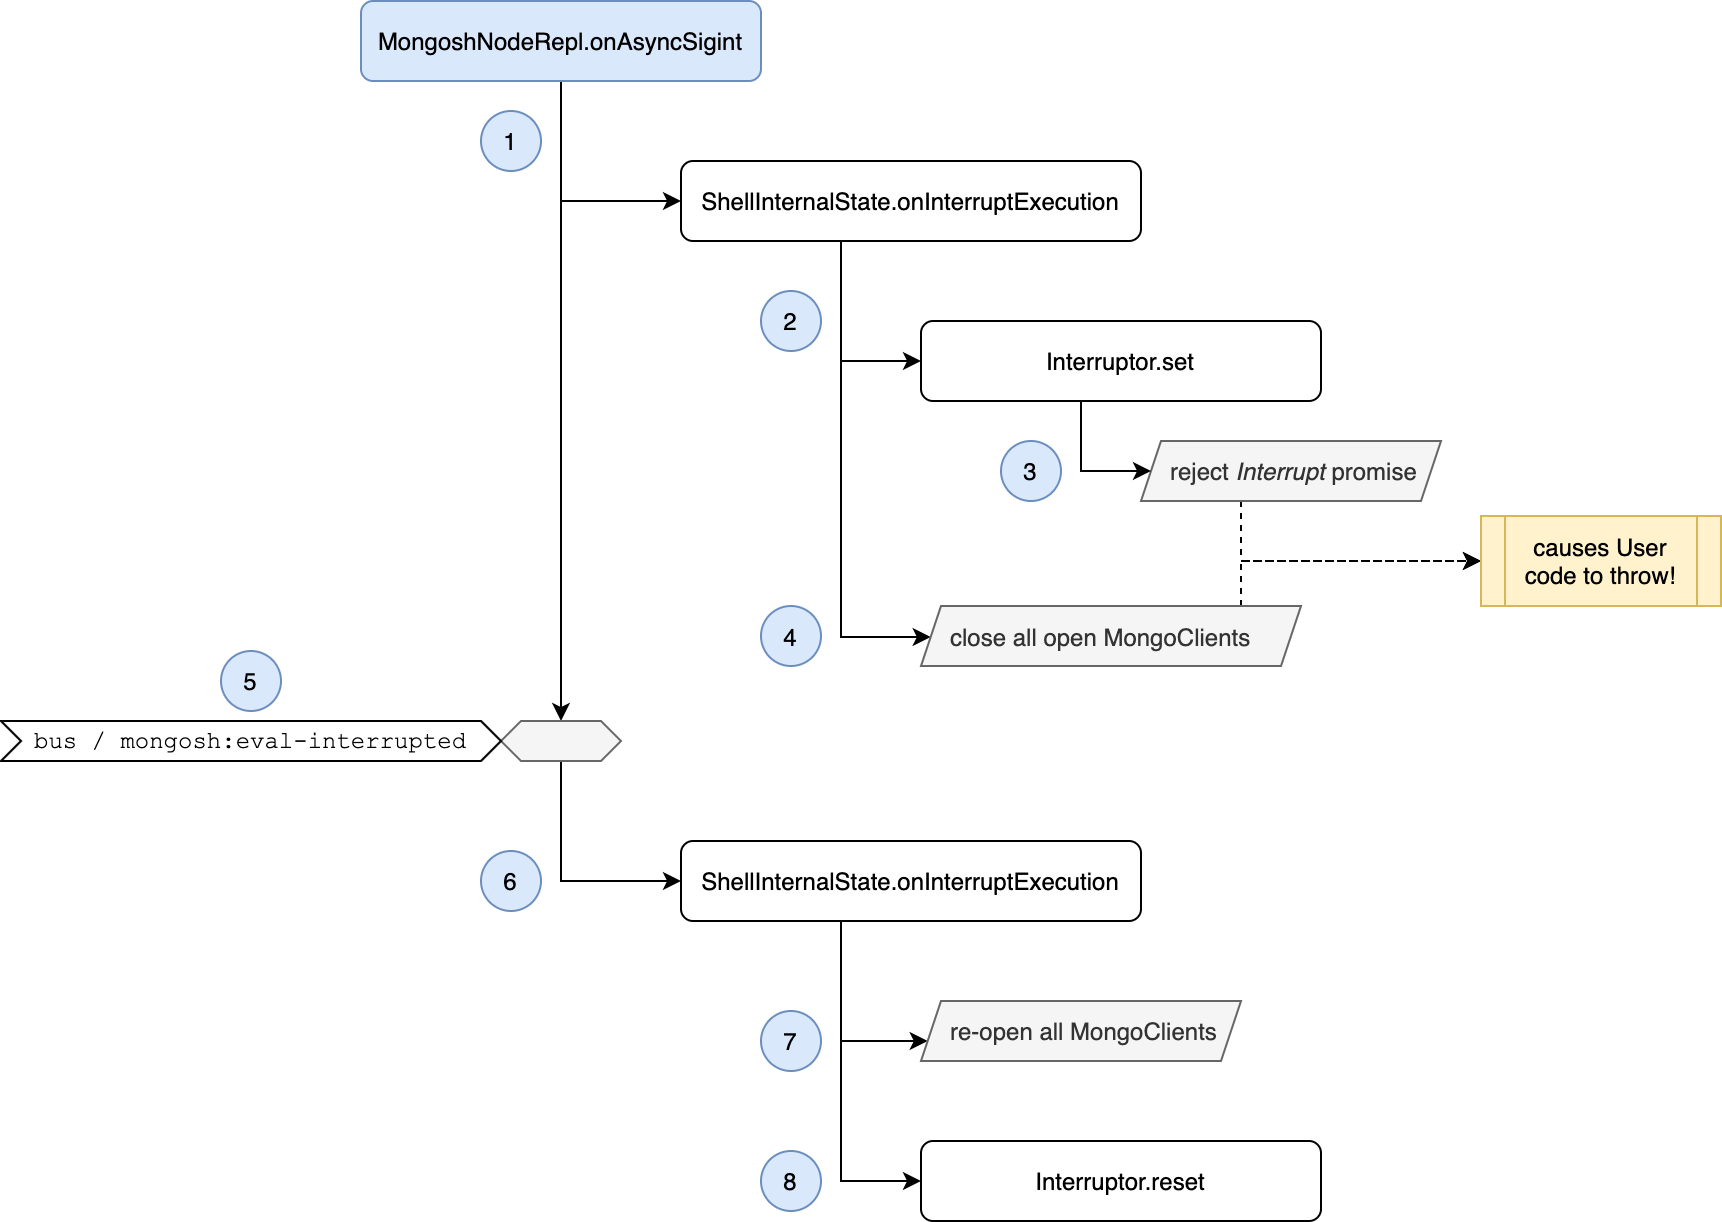 MongoshNodeRepl.onAsyncSigint
1
ShellInternalState.onInterruptExecution
2
Interruptor.set
3
reject Interrupt promise
causes User
code to throw!
4
close all open MongoClients
5
bus / mongosh:eval-interrupted
6
ShellInternalState.onInterruptExecution
7
re-open all MongoClients
8
Interruptor.reset